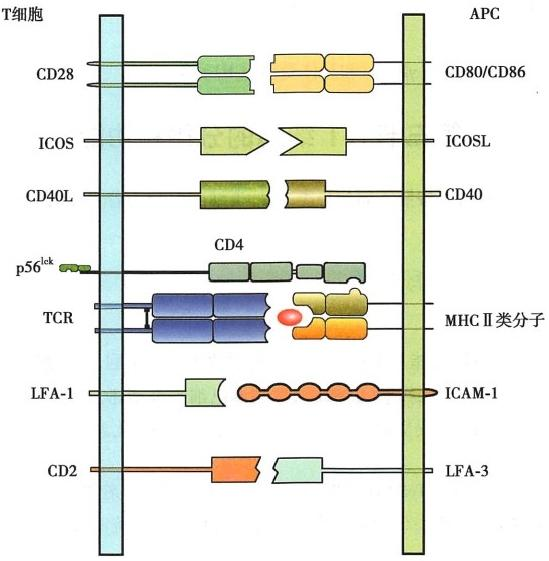 T细胞 APC
CD28 CD80/CD86
ICOS ICOSL
CD40L CD40
CD4
p56lck
TCR MHCⅡ类分子
LFA-1 ICAM-1
CD2 LFA-3